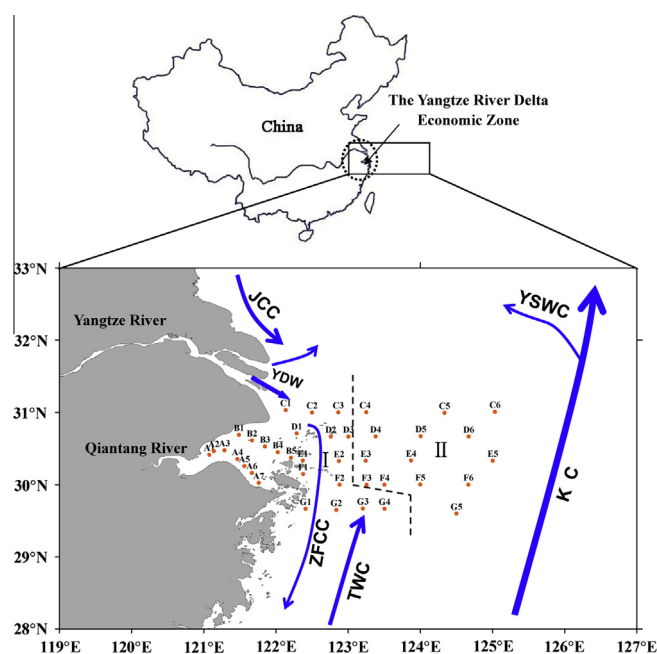 The Yangtze River Delta
Economic Zone
China
33°N
32°N
31°N
30°N
29°N
28°N
119°E 120°E 121°E 122°E 123°E 124°E 125°E 126°E 127°E
Yangtze River
Qiantang River
JCC
YDW
YSWC
K C
ZFCC
TWC
I
II
C1 C2 C3 C4 C5 C6
B1 B2 B3 B4 B5
D1 D2 D3 D4 D5 D6
A1 A2 A3 A4 A5 A6 A7
E1 E2 E3 E4 E5
F1 F2 F3 F4 F5 F6
G1 G2 G3 G4 G5